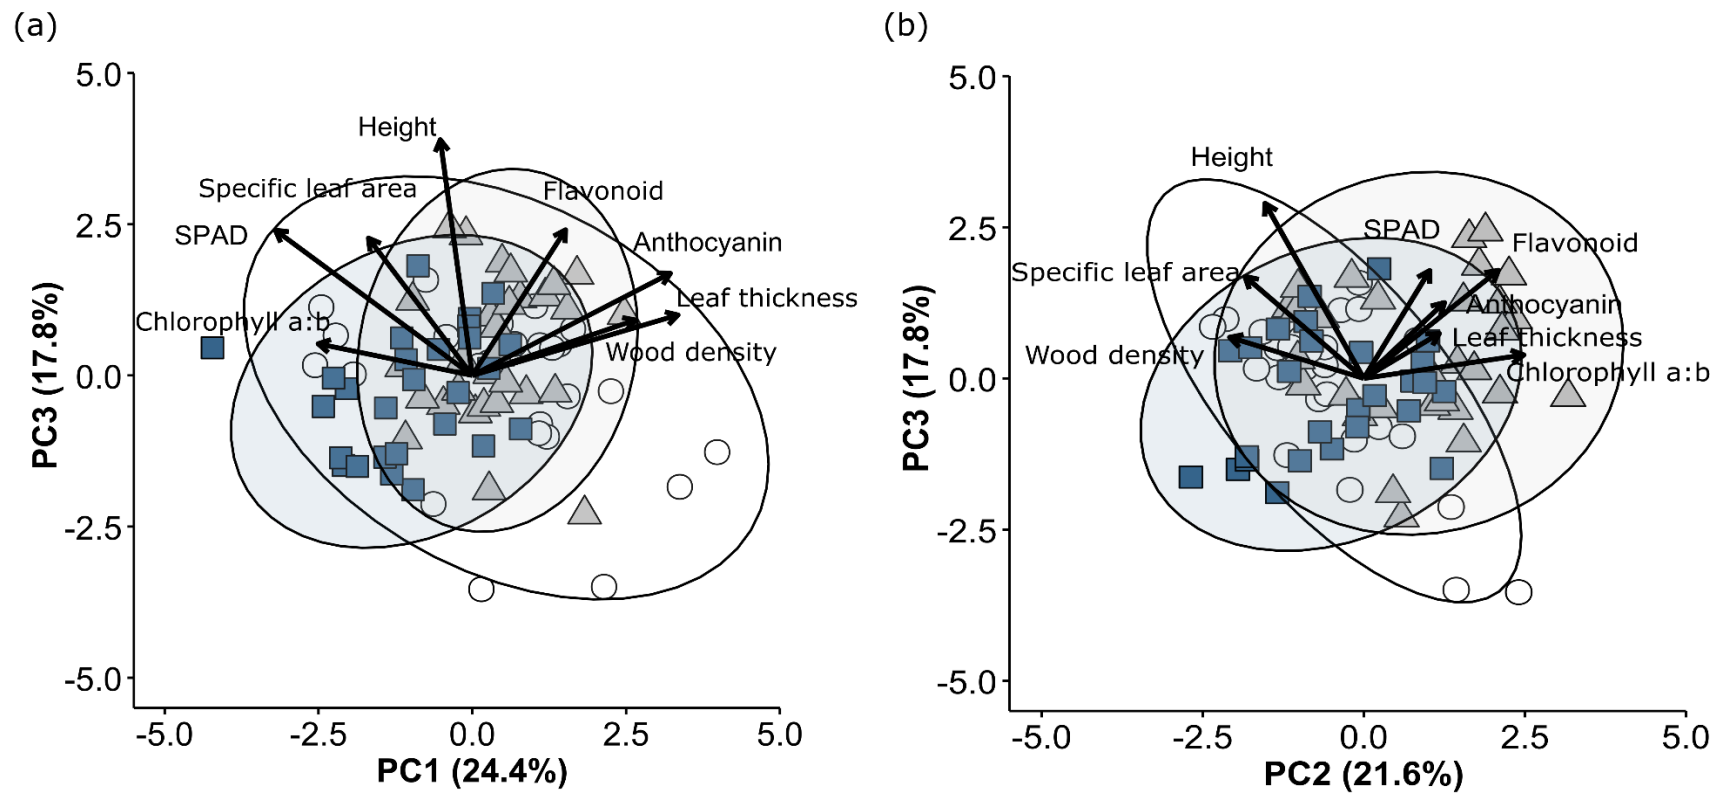 (a)
5.0
2.5
0.0
-2.5
-5.0
PC3 (17.8%)
Height
Specific leaf area
Flavonoid
SPAD
Anthocyanin
Leaf thickness
Chlorophyll a:b
Wood density
-5.0 -2.5 0.0 2.5 5.0
PC1 (24.4%)
(b)
5.0
2.5
0.0
-2.5
-5.0
PC3 (17.8%)
Height
SPAD
Flavonoid
Specific leaf area
Anthocyanin
Leaf thickness
Wood density
Chlorophyll a:b
-5.0 -2.5 0.0 2.5 5.0
PC2 (21.6%)